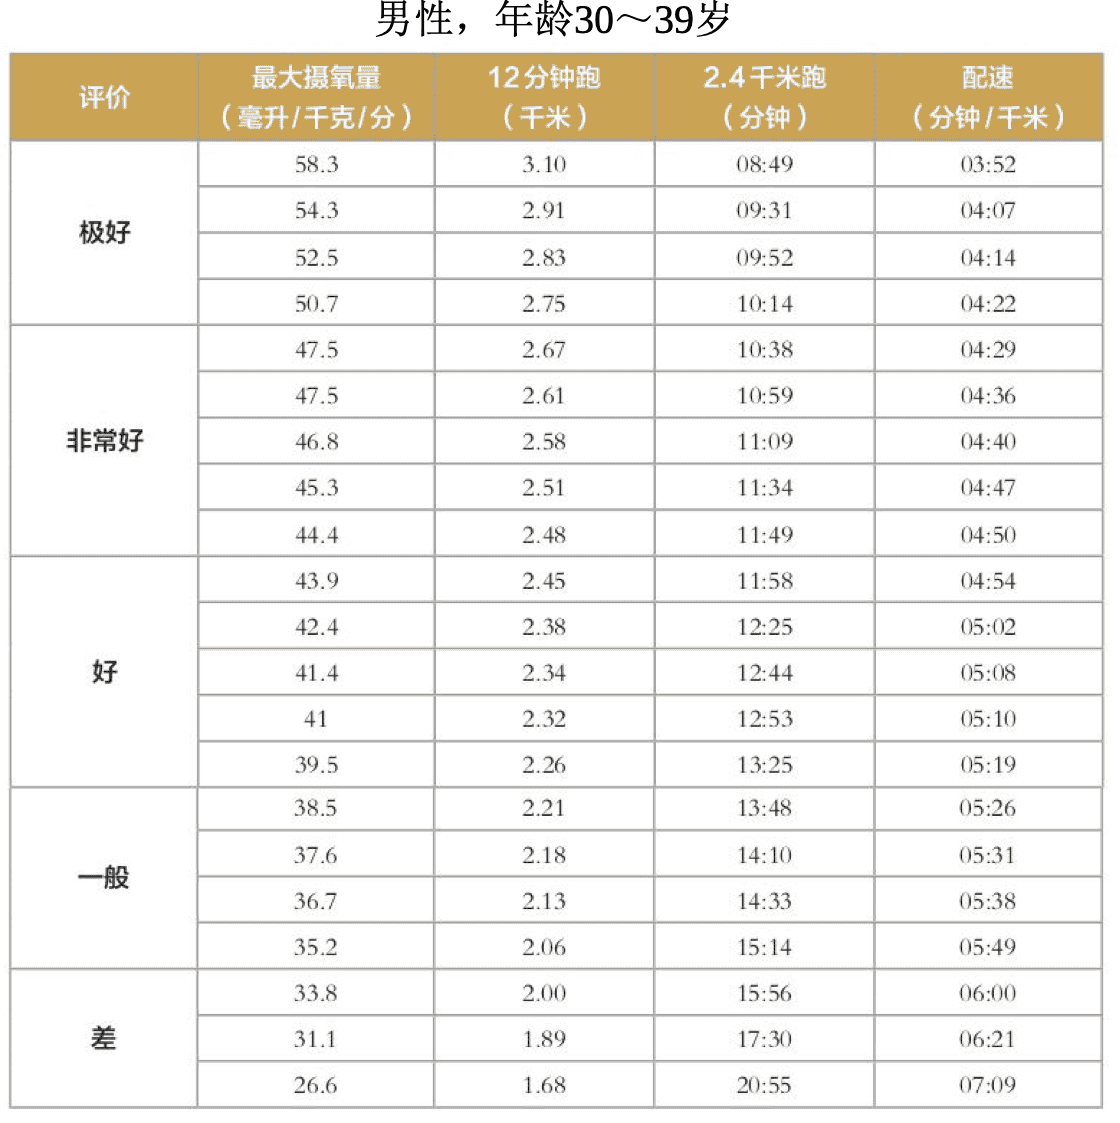 男性，年龄30～39岁
评价 最大摄氧量（毫升/千克/分） 12分钟跑（千米） 2.4千米跑（分钟） 配速（分钟/千米）
极好 58.3 3.10 08:49 03:52
54.3 2.91 09:31 04:07
52.5 2.83 09:52 04:14
50.7 2.75 10:14 04:22
非常好 47.5 2.67 10:38 04:29
47.5 2.61 10:59 04:36
46.8 2.58 11:09 04:40
45.3 2.51 11:34 04:47
44.4 2.48 11:49 04:50
好 43.9 2.45 11:58 04:54
42.4 2.38 12:25 05:02
41.4 2.34 12:44 05:08
41 2.32 12:53 05:10
39.5 2.26 13:25 05:19
一般 38.5 2.21 13:48 05:26
37.6 2.18 14:10 05:31
36.7 2.13 14:33 05:38
35.2 2.06 15:14 05:49
差 33.8 2.00 15:56 06:00
31.1 1.89 17:30 06:21
26.6 1.68 20:55 07:09